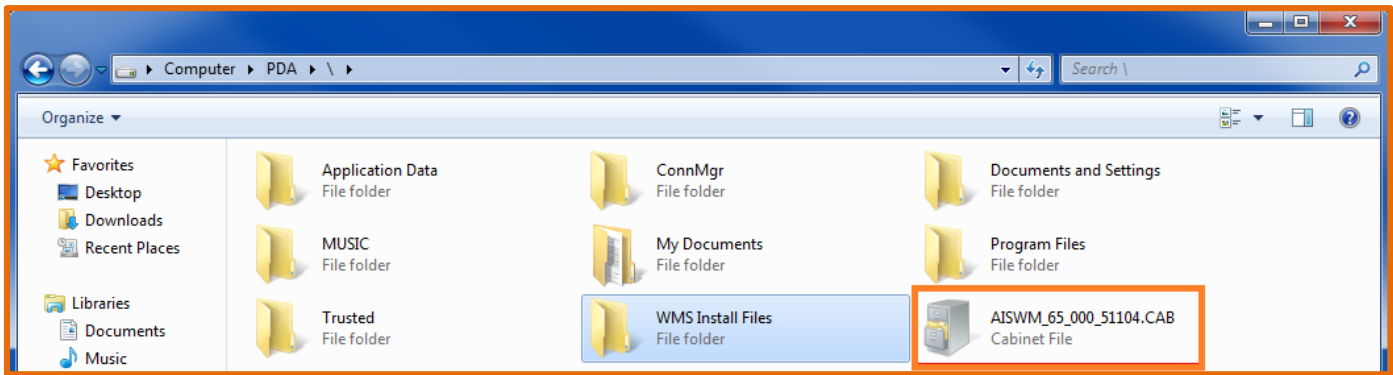 Computer ▸ PDA ▸ \ ▸
Search \
Organize
Favorites
Desktop
Downloads
Recent Places
Libraries
Documents
Music
Application Data
File folder
ConnMgr
File folder
Documents and Settings
File folder
MUSIC
File folder
My Documents
File folder
Program Files
File folder
Trusted
File folder
WMS Install Files
File folder
AISWM_65_000_51104.CAB
Cabinet File